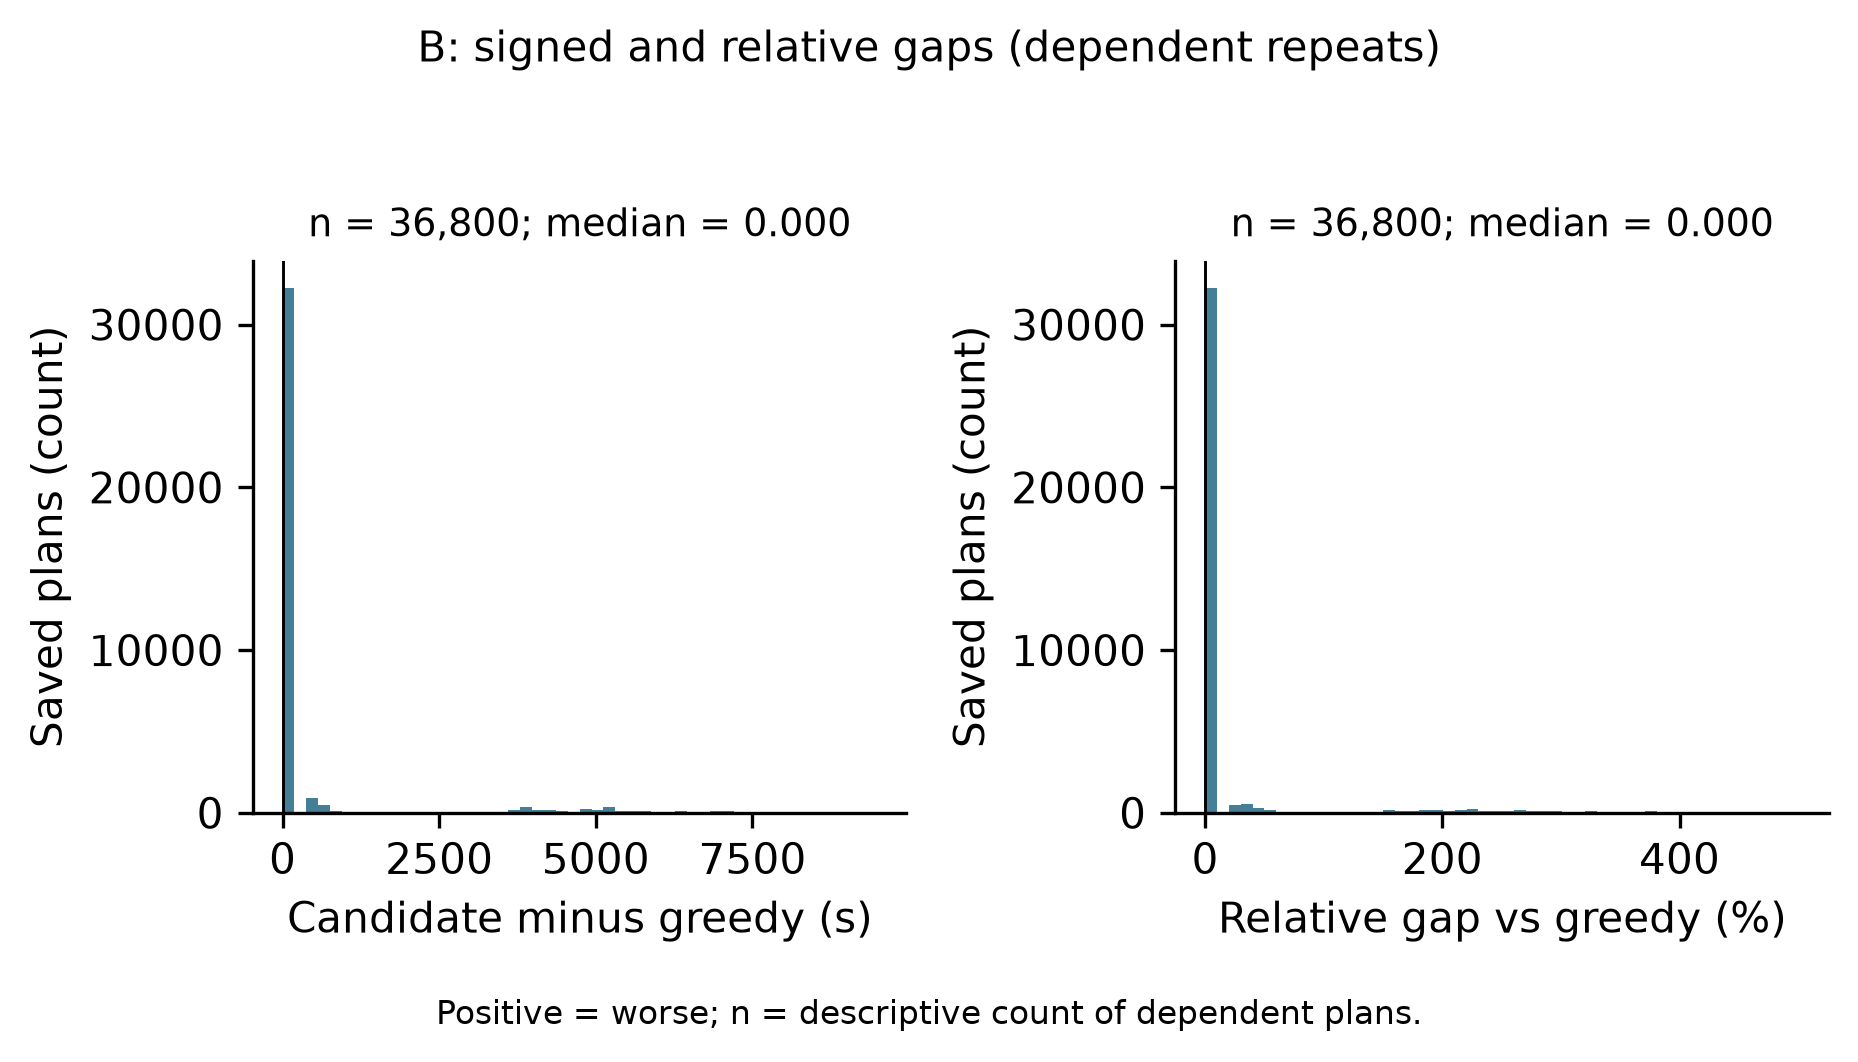 B: signed and relative gaps (dependent repeats)
n = 36,800; median = 0.000
Saved plans (count)
30000
20000
10000
0
0 2500 5000 7500
Candidate minus greedy (s)
n = 36,800; median = 0.000
Saved plans (count)
30000
20000
10000
0
0 200 400
Relative gap vs greedy (%)
Positive = worse; n = descriptive count of dependent plans.